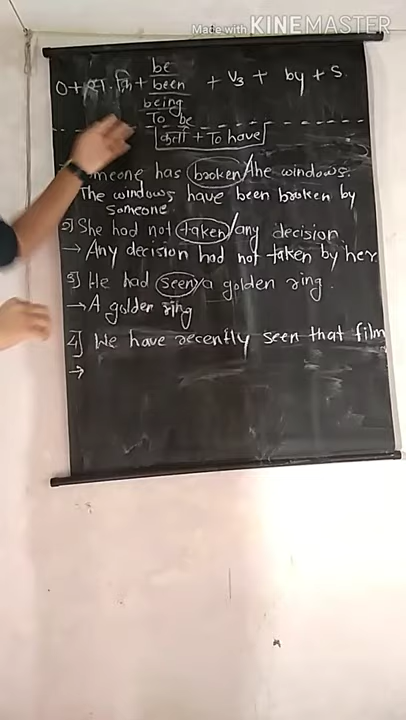 Made with KINEMASTER
be
O + स. क्रि + been + V3 + by + S.
being
To be
कर्ता + To have
Someone has broken / the windows.
The windows have been broken by
someone.
2) She had not taken / any decision
→ Any decision had not taken by her
3] He had seen / a golden ring.
→ A golden ring
4] We have recently seen that film
→